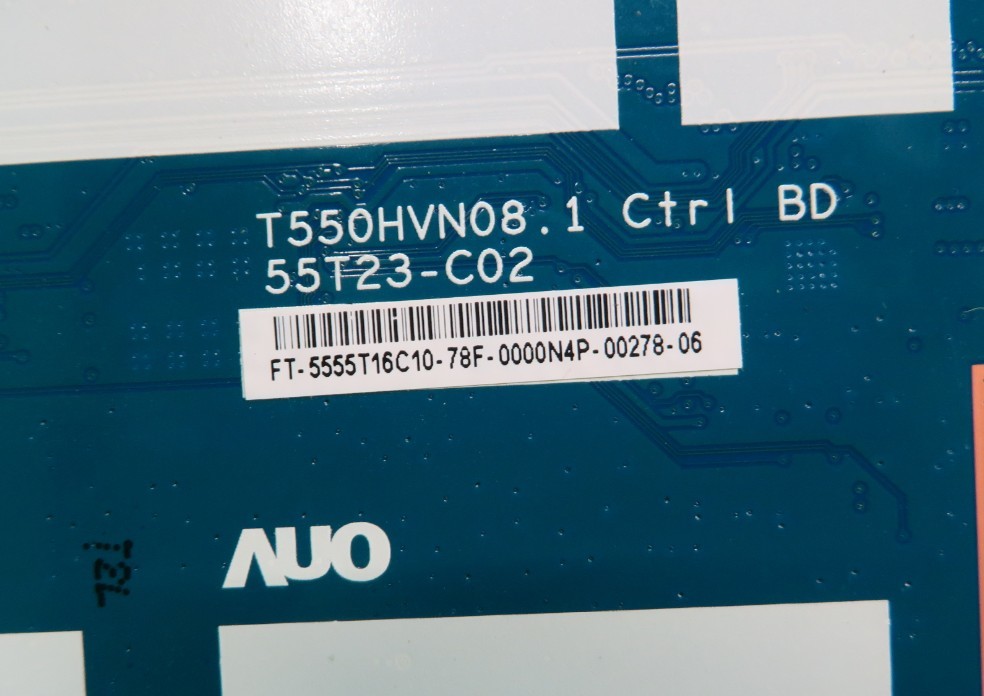 T550HVN08.1 Ctrl BD
55T23-C02
FT-5555T16C10-78F-0000N4P-00278-06
AUO